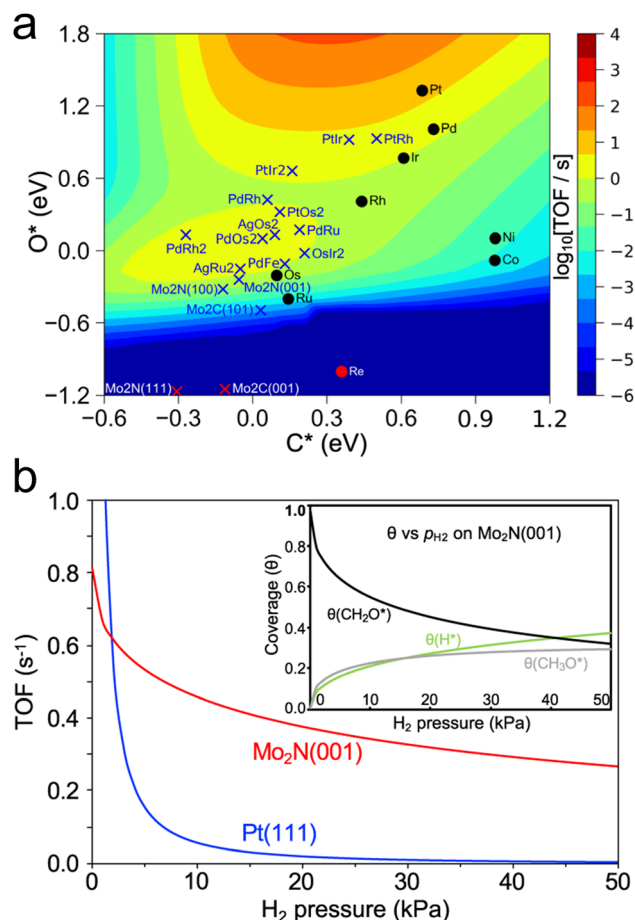 a
1.8
1.2
0.6
0.0
−0.6
−1.2
O* (eV)
Pt
Pd
PtIr
PtRh
Ir
PtIr2
Rh
PdRh
PtOs2
AgOs2
PdRu
PdRh2
PdOs2
OsIr2
Ni
Co
AgRu2
PdFe
Os
Mo2N(100)
Mo2N(001)
Ru
Mo2C(101)
Re
Mo2N(111)
Mo2C(001)
−0.6
−0.3
0.0
0.3
0.6
0.9
1.2
C* (eV)
4
3
2
1
0
−1
−2
−3
−4
−5
−6
log₁₀[TOF / s]
b
1.0
0.8
0.6
0.4
0.2
0.0
TOF (s⁻¹)
Mo₂N(001)
Pt(111)
0
10
20
30
40
50
H₂ pressure (kPa)
θ vs pH2 on Mo₂N(001)
1.0
0.8
0.6
0.4
0.2
0
Coverage (θ)
θ(CH₂O*)
θ(H*)
θ(CH₃O*)
0
10
20
30
40
50
H₂ pressure (kPa)